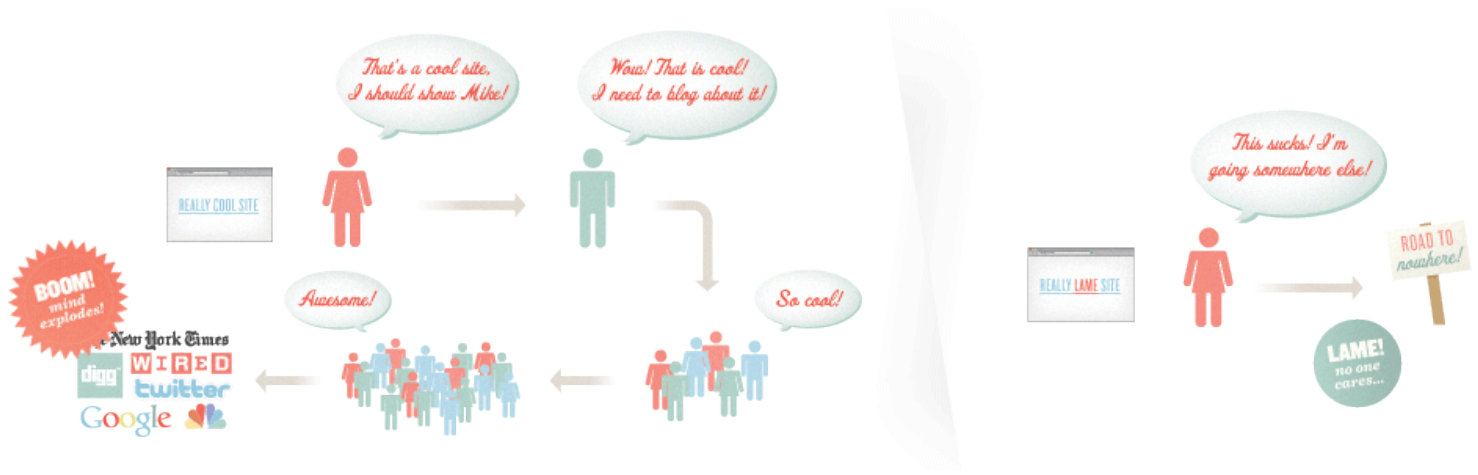 That's a cool site,
I should show Mike!
Wow! That is cool!
I need to blog about it!
REALLY COOL SITE
So cool!
Awesome!
BOOM!
mind
explodes!
New York Times
digg
WIRED
twitter
Google
This sucks! I'm
going somewhere else!
REALLY LAME SITE
ROAD TO
nowhere!
LAME!
no one
cares...